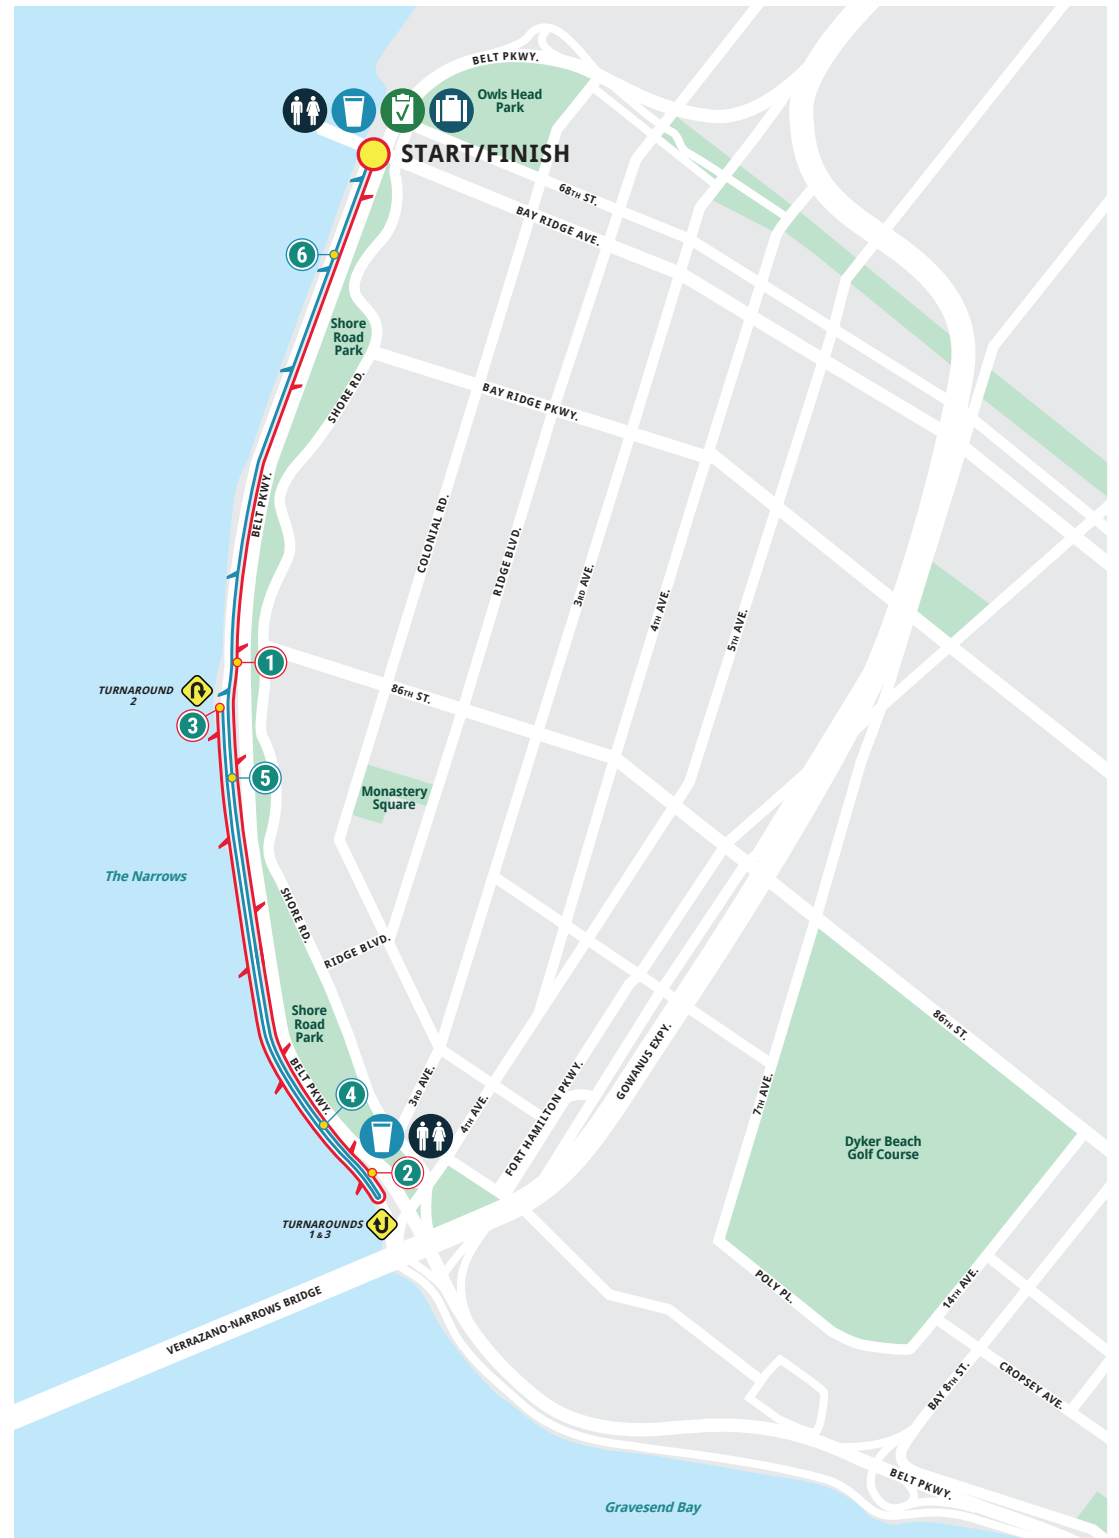 BELT PKWY.
Owls Head
Park
START/FINISH
68TH ST.
BAY RIDGE AVE.
6
Shore
Road
Park
SHORE RD.
BAY RIDGE PKWY.
BELT PKWY.
COLONIAL RD.
RIDGE BLVD.
3RD AVE.
4TH AVE.
5TH AVE.
1
TURNAROUND
2
86TH ST.
3
5
Monastery
Square
The Narrows
SHORE RD.
RIDGE BLVD.
Shore
Road
Park
86TH ST.
BELT PKWY.
4
3RD AVE.
4TH AVE.
FORT HAMILTON PKWY.
GOWANUS EXPY.
7TH AVE.
Dyker Beach
Golf Course
2
TURNAROUNDS
1 & 3
VERRAZANO-NARROWS BRIDGE
POLY PL.
14TH AVE.
BAY 8TH ST.
CROPSEY AVE.
BELT PKWY.
Gravesend Bay